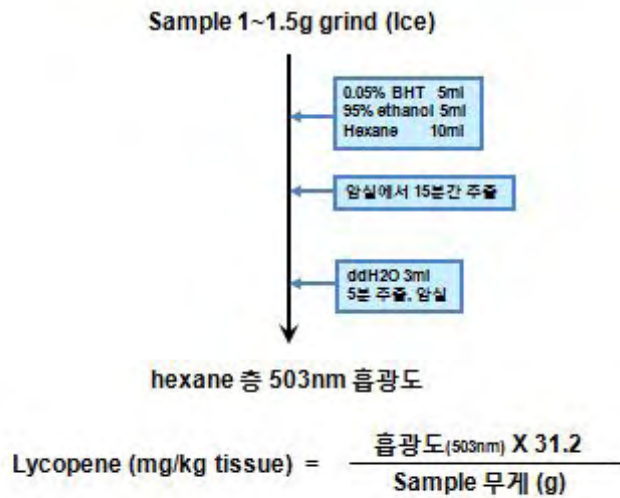 Sample 1~1.5g grind (Ice)
0.05% BHT 5ml
95% ethanol 5ml
Hexane 10ml
암실에서 15분간 추출
ddH2O 3ml
5분 추출, 암실
hexane 층 503nm 흡광도
흡광도(503nm) X 31.2
Lycopene (mg/kg tissue) =
Sample 무게 (g)